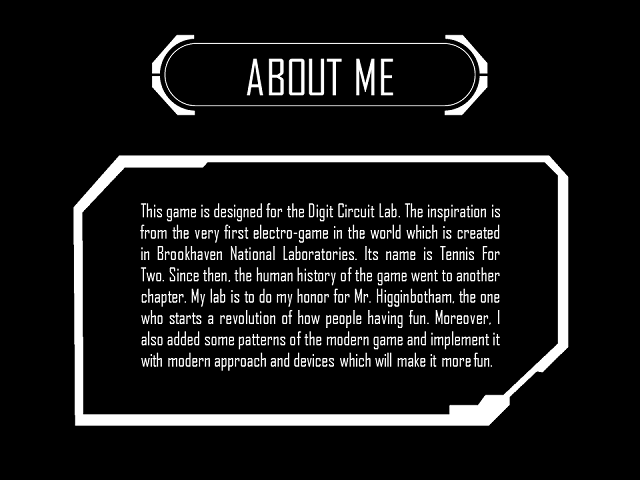 ABOUT ME
This game is designed for the Digit Circuit Lab. The inspiration is
from the very first electro-game in the world which is created
in Brookhaven National Laboratories. Its name is Tennis For
Two. Since then, the human history of the game went to another
chapter. My lab is to do my honor for Mr. Higginbotham, the one
who starts a revolution of how people having fun. Moreover, I
also added some patterns of the modern game and implement it
with modern approach and devices which will make it more fun.